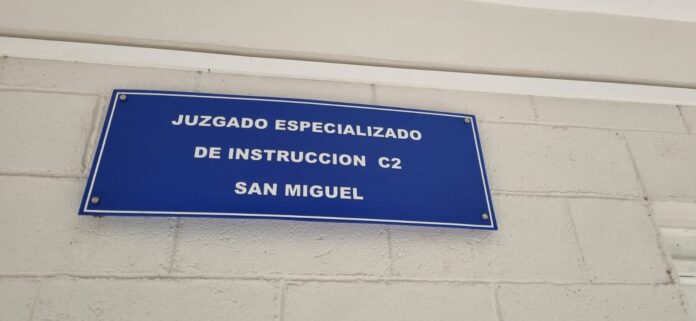 JUZGADO ESPECIALIZADO
DE INSTRUCCION C2
SAN MIGUEL